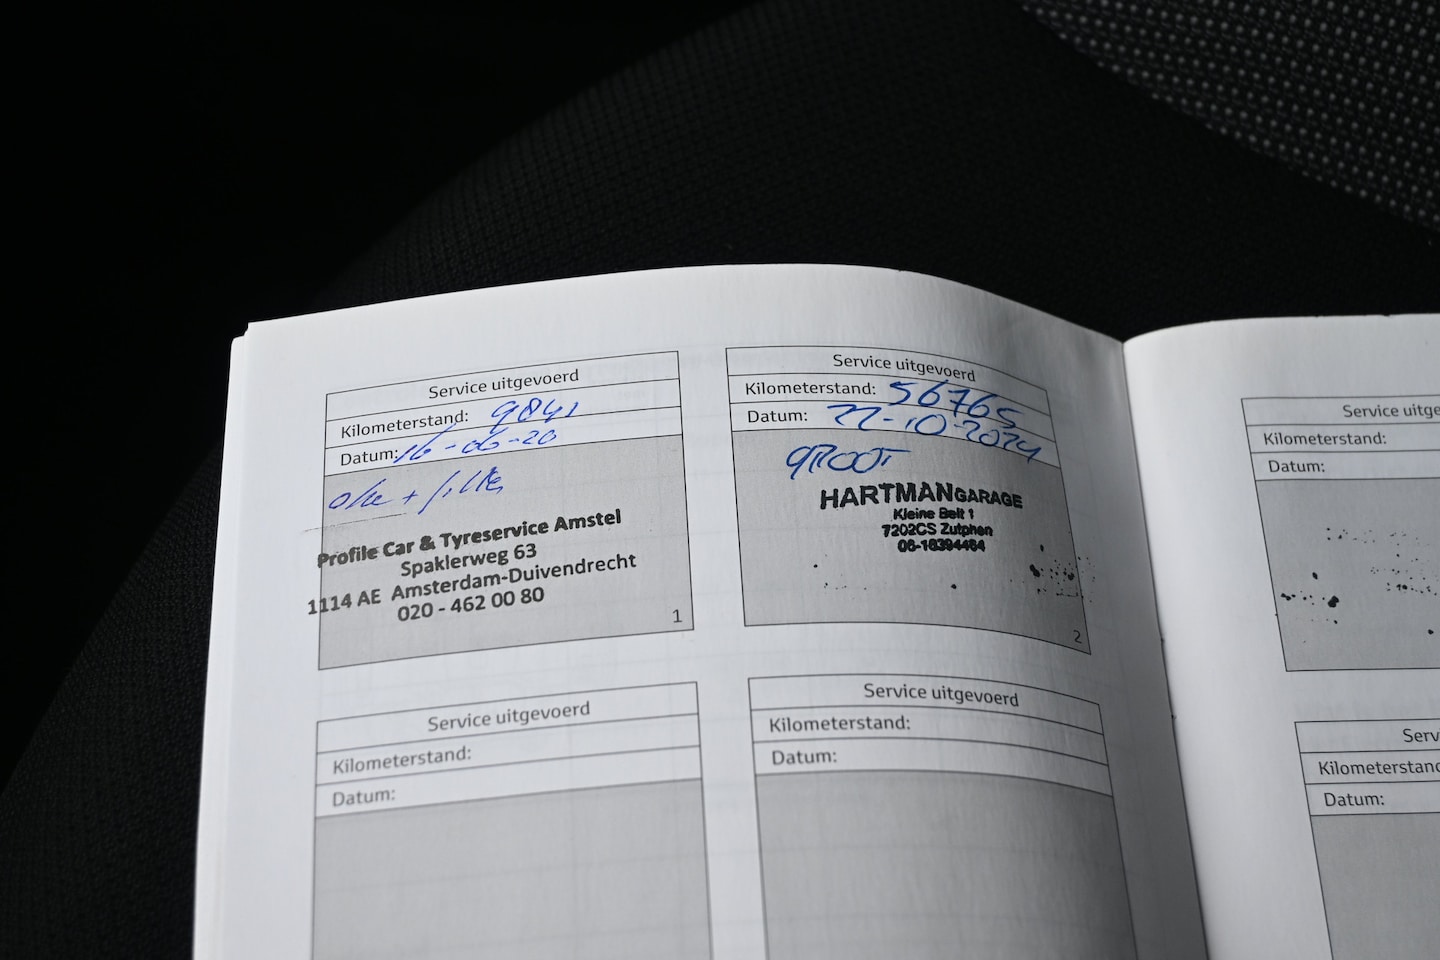 Service uitgevoerd
Kilometerstand: 9841
Datum: 16-06-20
olie + filter
Profile Car & Tyreservice Amstel
Spaklerweg 63
1114 AE Amsterdam-Duivendrecht
020 - 462 00 80
1
Service uitgevoerd
Kilometerstand: 56765
Datum: 22-10-2024
GROOT
HARTMANGARAGE
Kleine Belt 1
7202CS Zutphen
06-18394464
2
Service uitgevoerd
Kilometerstand:
Datum:
Service uitgevoerd
Kilometerstand:
Datum:
Service uitge
Kilometerstand:
Datum:
Serv
Kilometerstand
Datum: